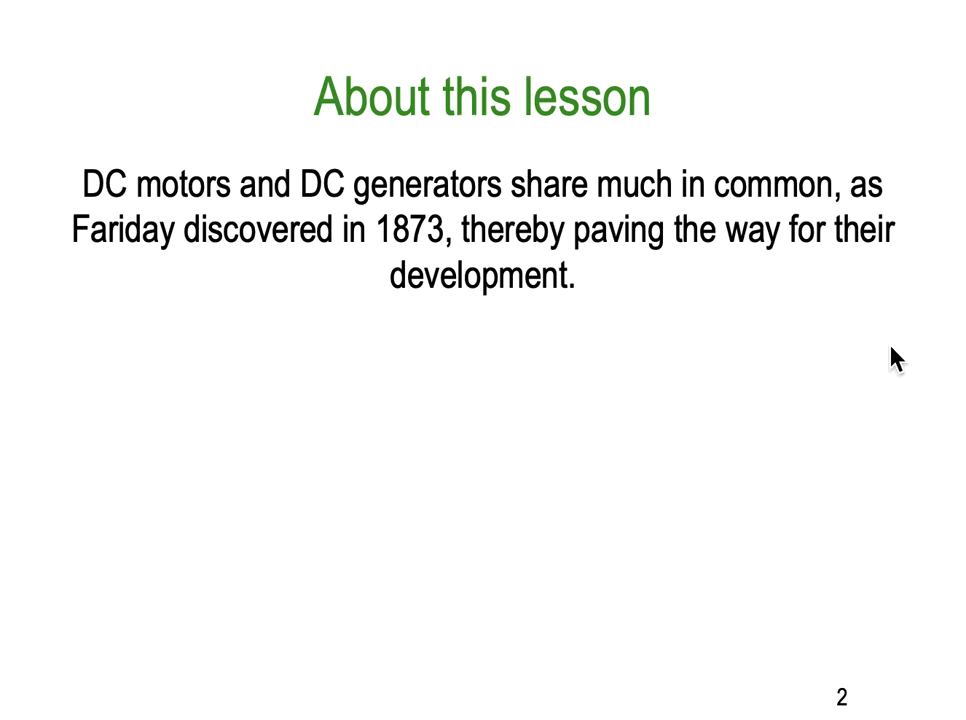 About this lesson
DC motors and DC generators share much in common, as
Fariday discovered in 1873, thereby paving the way for their
development.
2